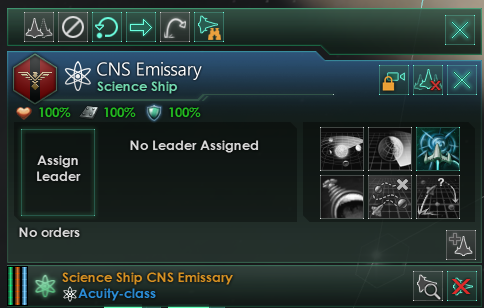 CNS Emissary
Science Ship
100%
100%
100%
Assign
Leader
No Leader Assigned
?
No orders
Science Ship CNS Emissary
Acuity-class